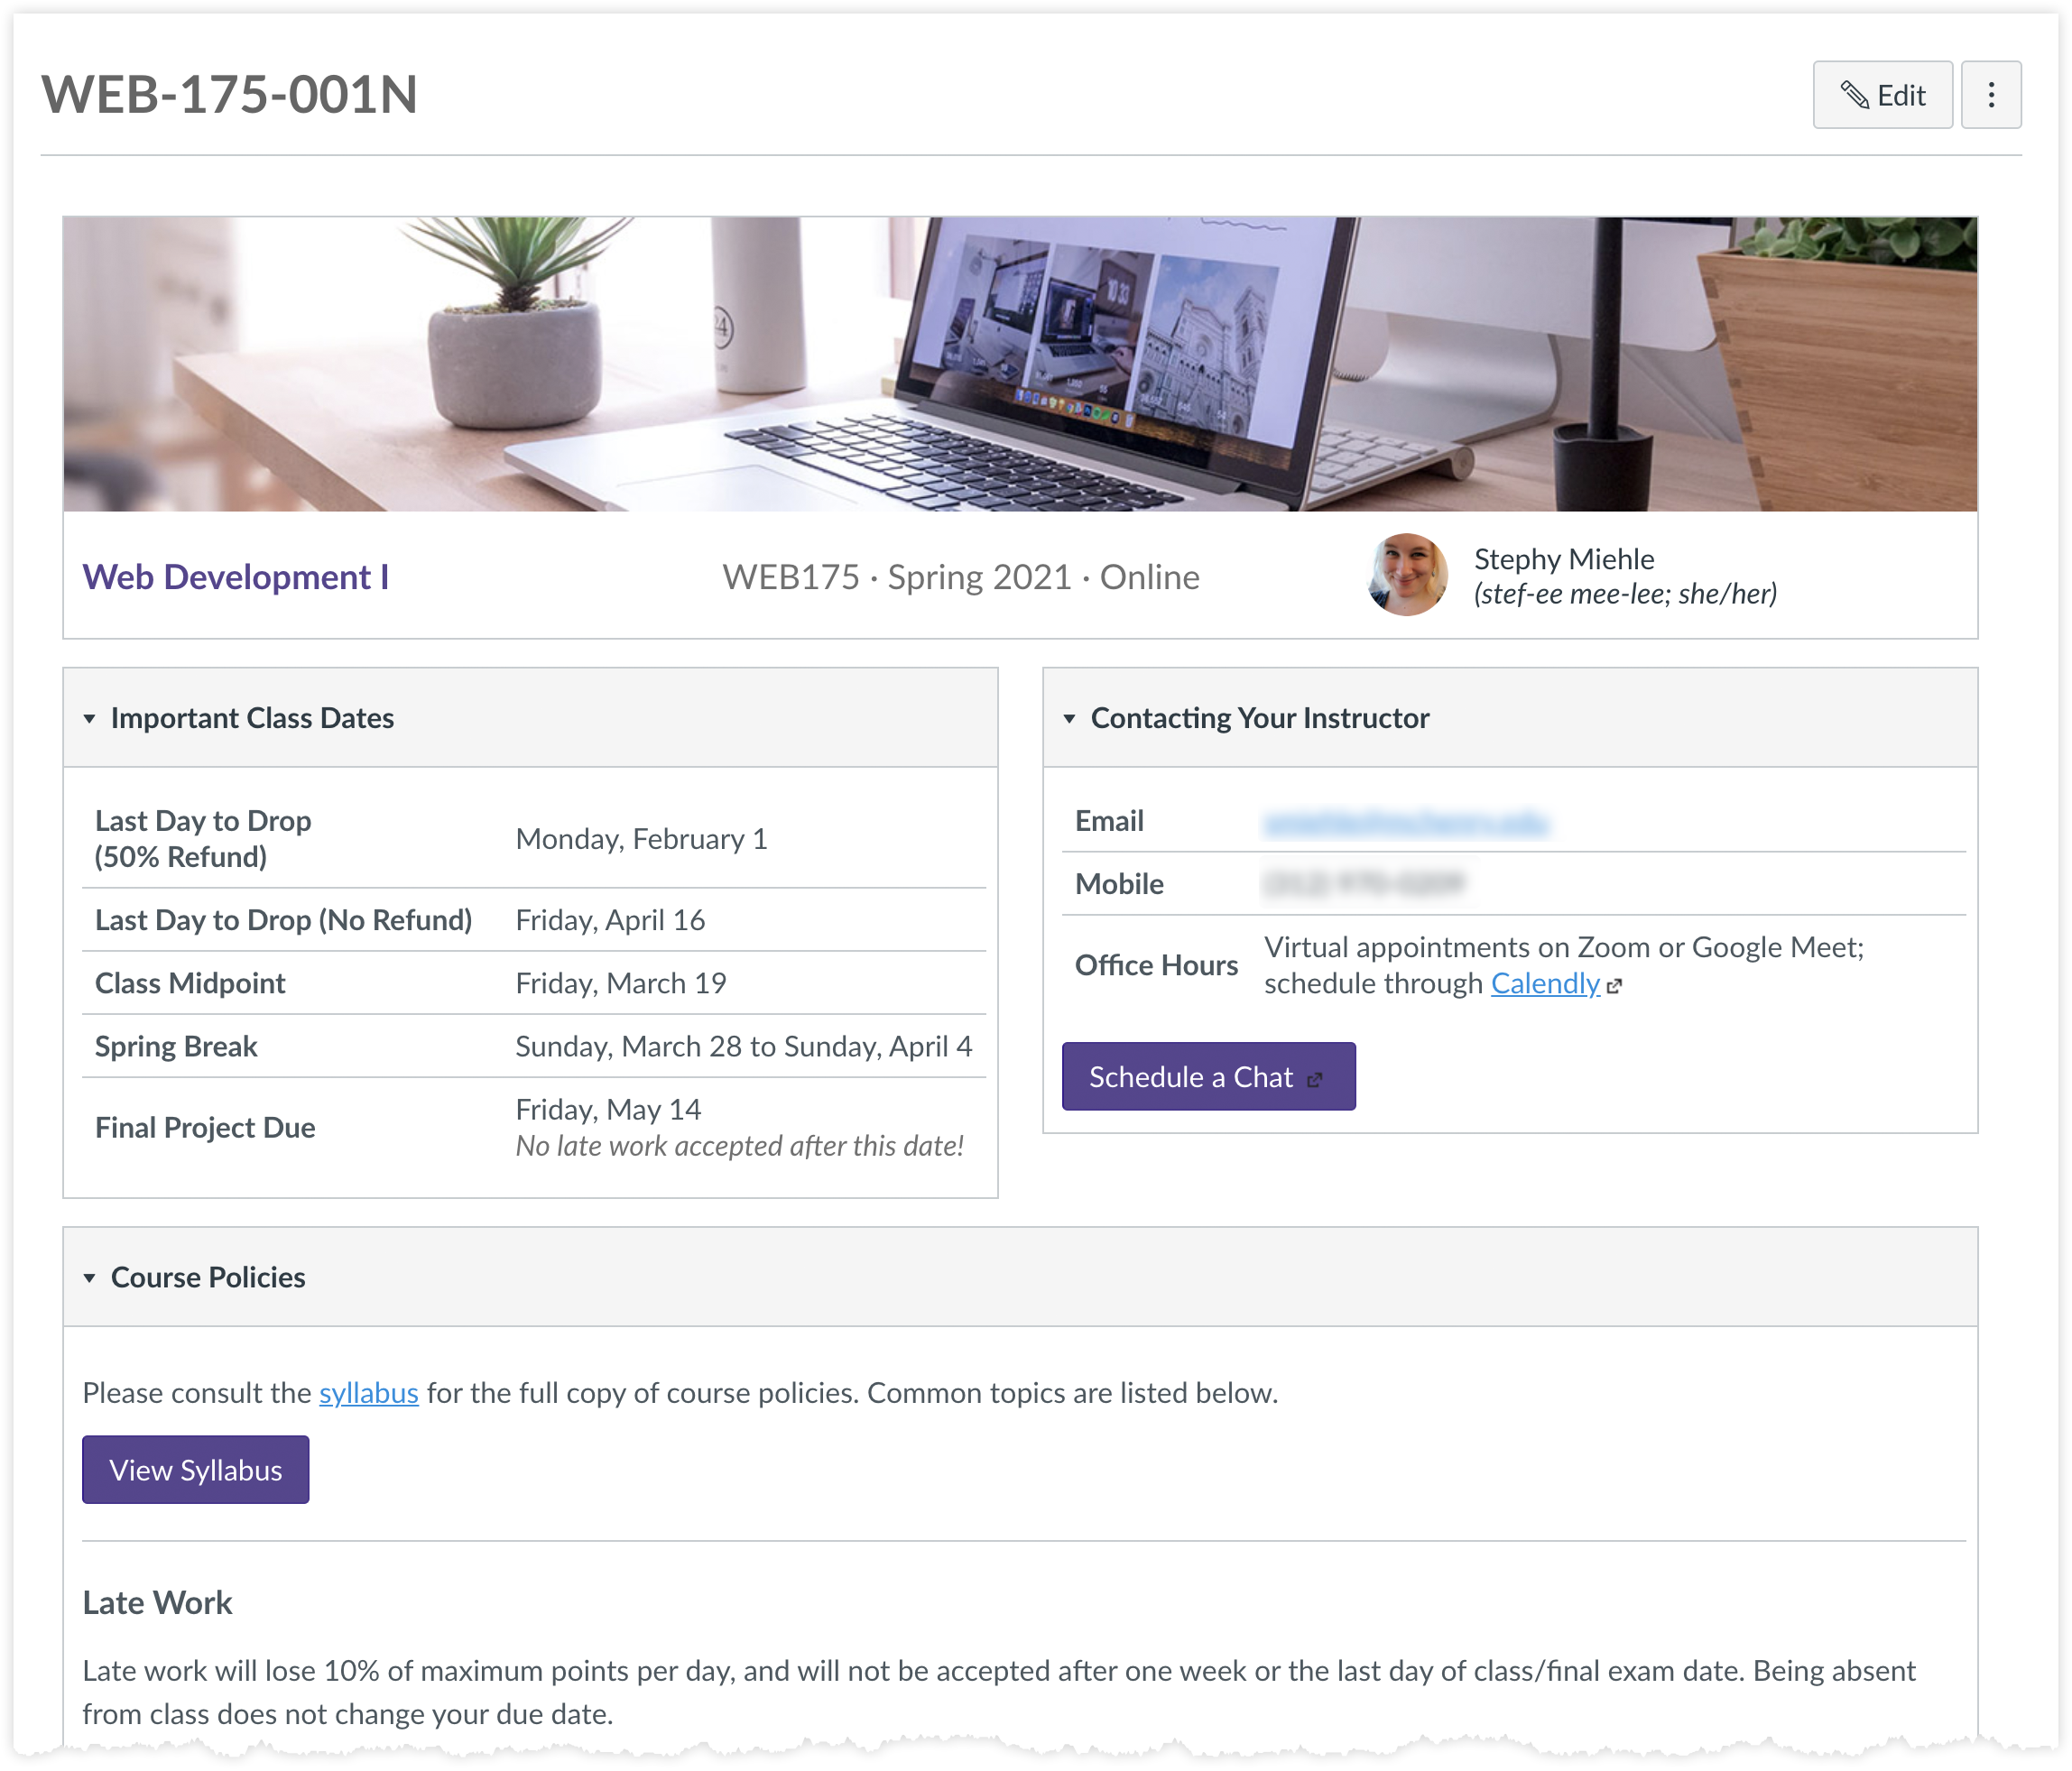 WEB-175-001N
Edit
24
10 33
Web Development I
WEB175 · Spring 2021 · Online
Stephy Miehle
(stef-ee mee-lee; she/her)
Important Class Dates
Last Day to Drop
(50% Refund)
Monday, February 1
Last Day to Drop (No Refund)
Friday, April 16
Class Midpoint
Friday, March 19
Spring Break
Sunday, March 28 to Sunday, April 4
Final Project Due
Friday, May 14
No late work accepted after this date!
Contacting Your Instructor
Email
Mobile
Office Hours
Virtual appointments on Zoom or Google Meet;
schedule through Calendly
Schedule a Chat
Course Policies
Please consult the syllabus for the full copy of course policies. Common topics are listed below.
View Syllabus
Late Work
Late work will lose 10% of maximum points per day, and will not be accepted after one week or the last day of class/final exam date. Being absent
from class does not change your due date.